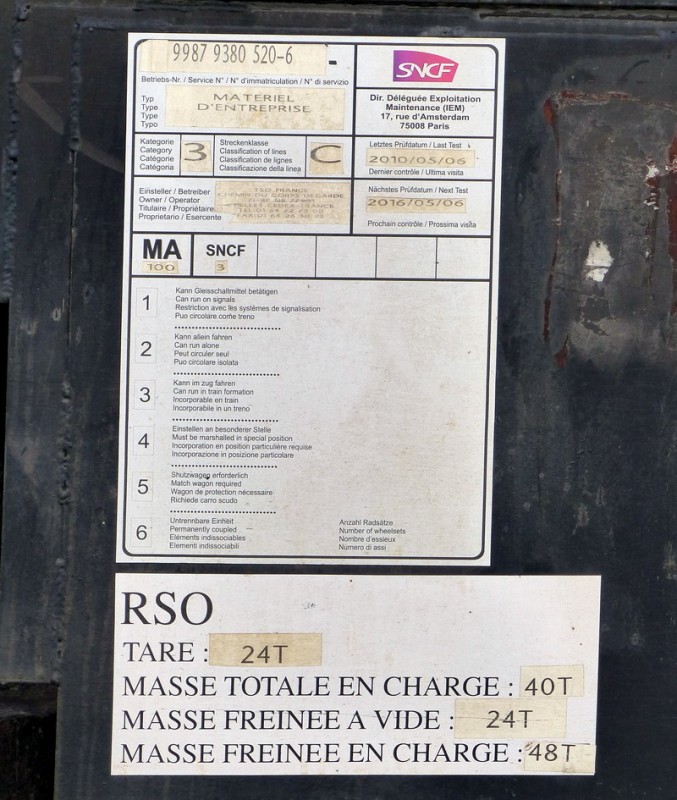 9987 9380 520-6
Betriebs-Nr. / Service N° / N° d'immatriculation / N° di servizio
SNCF
Typ
Type
Type
Typo
MATERIEL
D'ENTREPRISE
Dir. Déléguée Exploitation
Maintenance (IEM)
17, rue d'Amsterdam
75008 Paris
Kategorie
Category
Catégorie
Catégoria
3
Streckenklasse
Classification of lines
Classification de lignes
Classificazione della linea
C
Letztes Prüfdatum / Last Test
2010/05/06
Dernier contrôle / Ultima visita
Einsteller / Betreiber
Owner / Operator
Titulaire / Propriétaire
Proprietario / Esercente
TSO FRANCE
CHEMIN DU CORPS DE GARDE
Nächstes Prüfdatum / Next Test
2016/05/06
Prochain contrôle / Prossima visita
MA
100
SNCF
3
1
Kann Gleisschaltmittel betätigen
Can run on signals
Restriction avec les systèmes de signalisation
Puo circolare come treno
2
Kann allein fahren
Can run alone
Peut circuler seul
Puo circolare isolata
3
Kann im zug fahren
Can run in train formation
Incorporable en train
Incorporabile in un treno
4
Einstellen an besonderer Stelle
Must be marshalled in special position
Incorporation en position particulière requise
Incorporazione in posizione particolare
5
Shutzwagen erforderlich
Match wagon required
Wagon de protection nécessaire
Richiede carro scudo
6
Untrennbare Einheit
Permanently coupled
Eléments indissociables
Elementi indissociabili
Anzahl Radsätze
Number of wheelsets
Nombre d'essieux
Numero di assi
RSO
TARE : 24T
MASSE TOTALE EN CHARGE : 40T
MASSE FREINEE A VIDE : 24T
MASSE FREINEE EN CHARGE : 48T